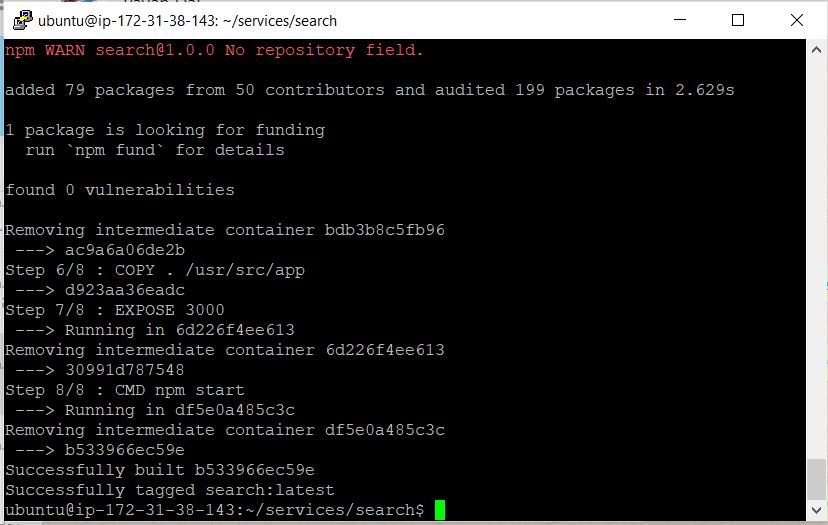 ubuntu@ip-172-31-38-143: ~/services/search
npm WARN search@1.0.0 No repository field.
added 79 packages from 50 contributors and audited 199 packages in 2.629s
1 package is looking for funding
  run `npm fund` for details
found 0 vulnerabilities
Removing intermediate container bdb3b8c5fb96
 ---> ac9a6a06de2b
Step 6/8 : COPY . /usr/src/app
 ---> d923aa36eadc
Step 7/8 : EXPOSE 3000
 ---> Running in 6d226f4ee613
Removing intermediate container 6d226f4ee613
 ---> 30991d787548
Step 8/8 : CMD npm start
 ---> Running in df5e0a485c3c
Removing intermediate container df5e0a485c3c
 ---> b533966ec59e
Successfully built b533966ec59e
Successfully tagged search:latest
ubuntu@ip-172-31-38-143:~/services/search$